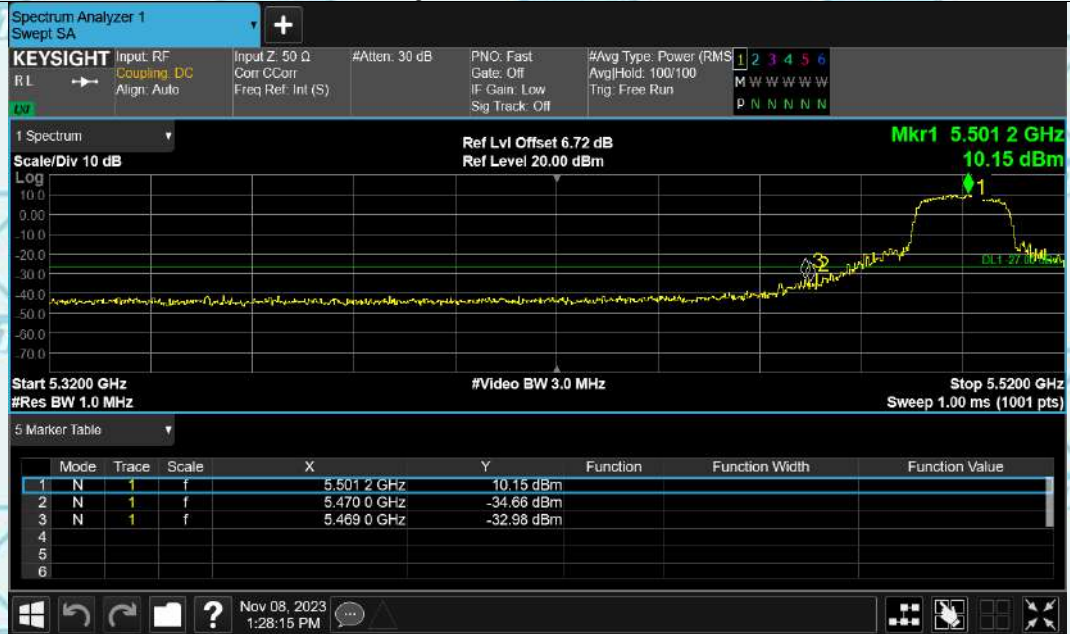 Spectrum Analyzer 1
Swept SA
+
KEYSIGHT
RL
LXI
Input: RF
Coupling: DC
Align: Auto
Input Z: 50 Ω
Corr CCorr
Freq Ref: Int (S)
#Atten: 30 dB
PNO: Fast
Gate: Off
IF Gain: Low
Sig Track: Off
#Avg Type: Power (RMS
Avg|Hold: 100/100
Trig: Free Run
1 2 3 4 5 6
M W W W W W
P N N N N N
1 Spectrum
Scale/Div 10 dB
Ref Lvl Offset 6.72 dB
Ref Level 20.00 dBm
Mkr1 5.501 2 GHz
10.15 dBm
Log
10.0
0.00
-10.0
-20.0
-30.0
-40.0
-50.0
-60.0
-70.0
1
3
2
DL1 -27.00
Start 5.3200 GHz
#Res BW 1.0 MHz
#Video BW 3.0 MHz
Stop 5.5200 GHz
Sweep 1.00 ms (1001 pts)
5 Marker Table
Mode Trace Scale X Y Function Function Width Function Value
1 N 1 f 5.501 2 GHz 10.15 dBm
2 N 1 f 5.470 0 GHz -34.66 dBm
3 N 1 f 5.469 0 GHz -32.98 dBm
4
5
6
?
Nov 08, 2023
1:28:15 PM